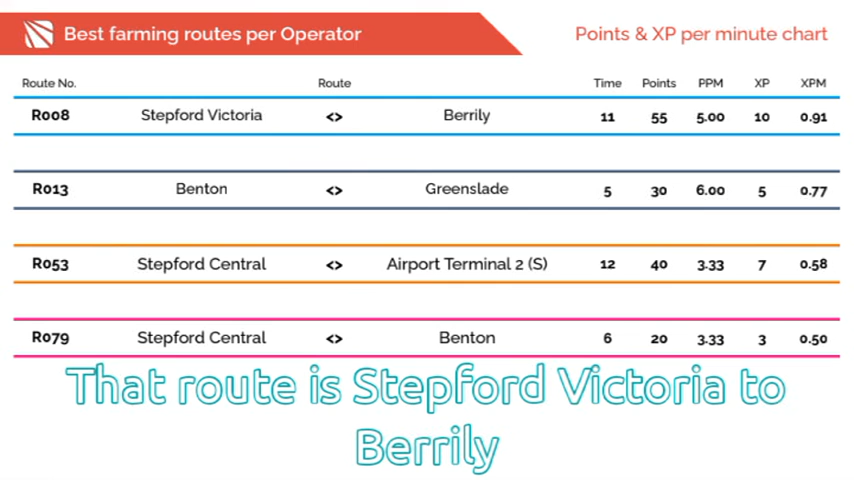 Best farming routes per Operator
Points & XP per minute chart
Route No. Route Time Points PPM XP XPM
R008 Stepford Victoria <> Berrily 11 55 5.00 10 0.91
R013 Benton <> Greenslade 5 30 6.00 5 0.77
R053 Stepford Central <> Airport Terminal 2 (S) 12 40 3.33 7 0.58
R079 Stepford Central <> Benton 6 20 3.33 3 0.50
That route is Stepford Victoria to
Berrily